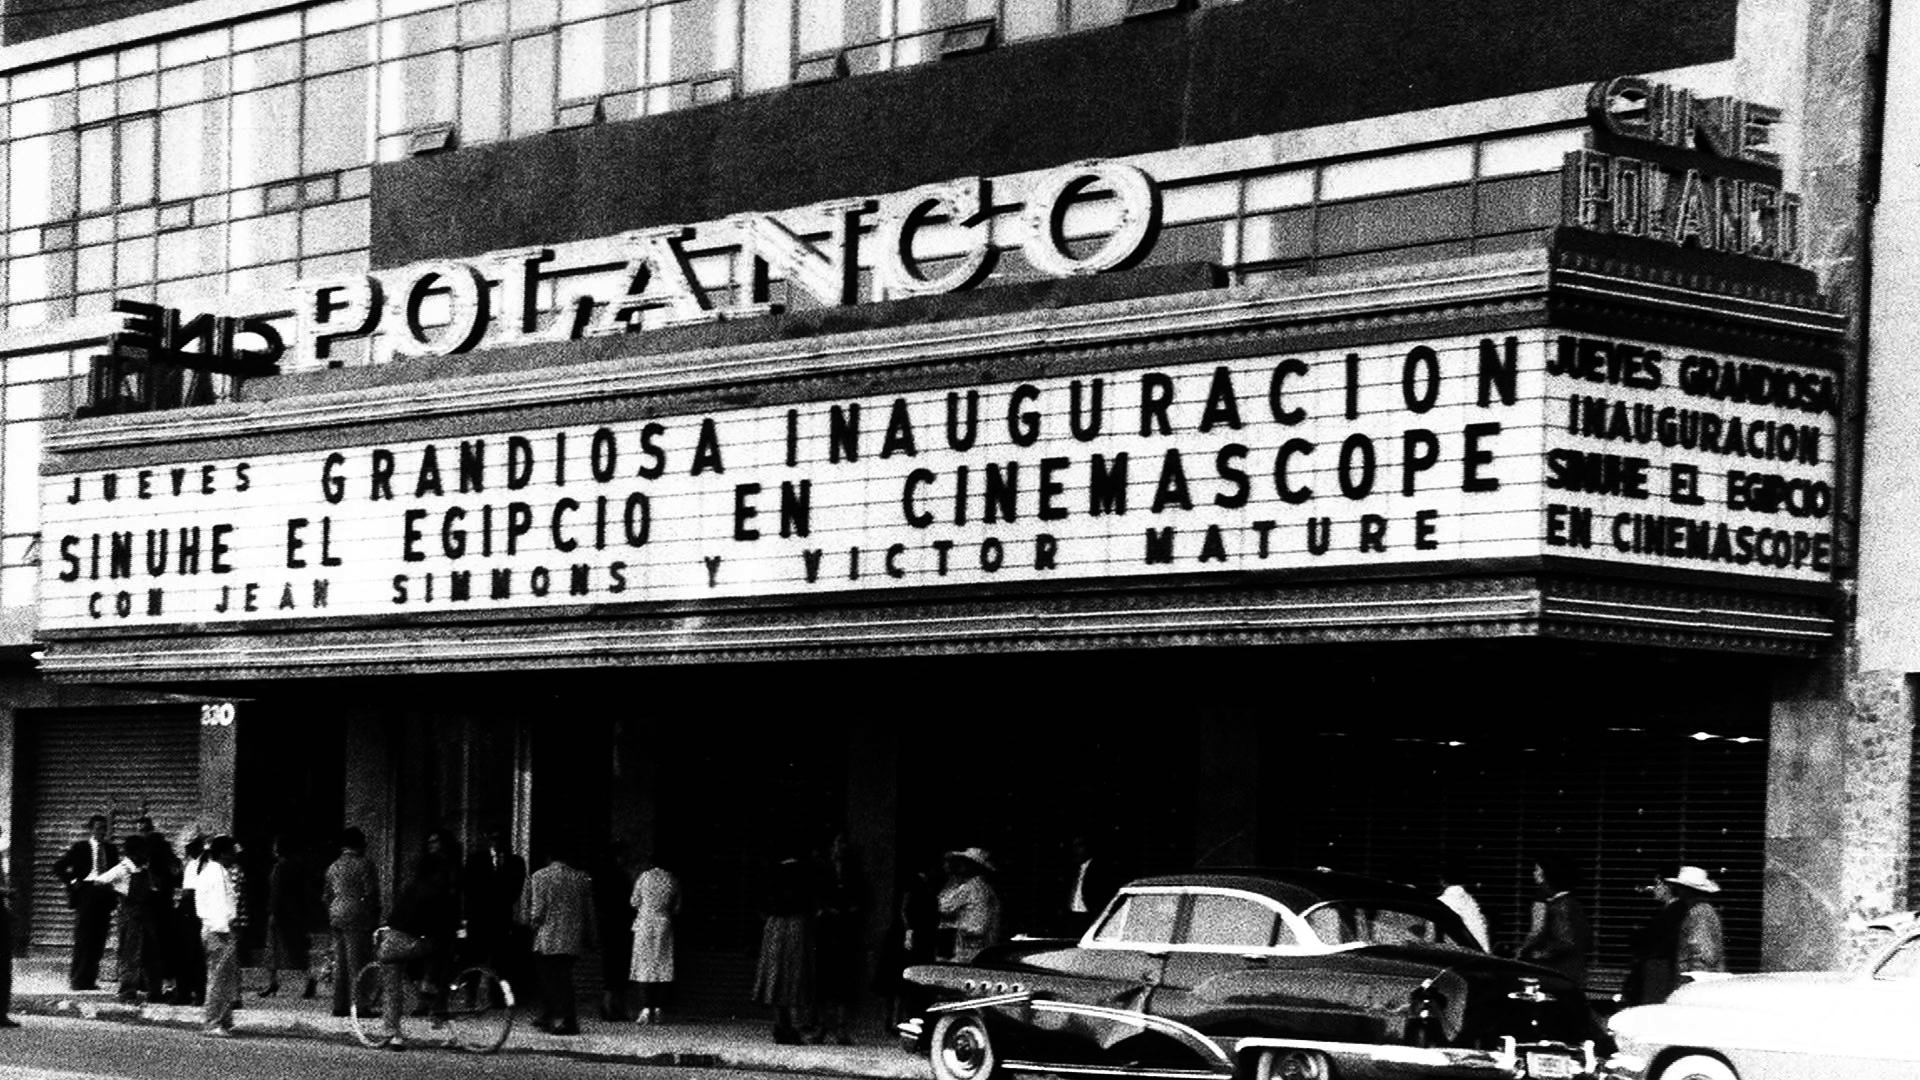 CINE
POLANCO
CINE
POLANCO
JUEVES GRANDIOSA INAUGURACION
SINUHE EL EGIPCIO EN CINEMASCOPE
CON JEAN SIMMONS Y VICTOR MATURE
JUEVES GRANDIOSA
INAUGURACION
SINUHE EL EGIPCIO
EN CINEMASCOPE
330